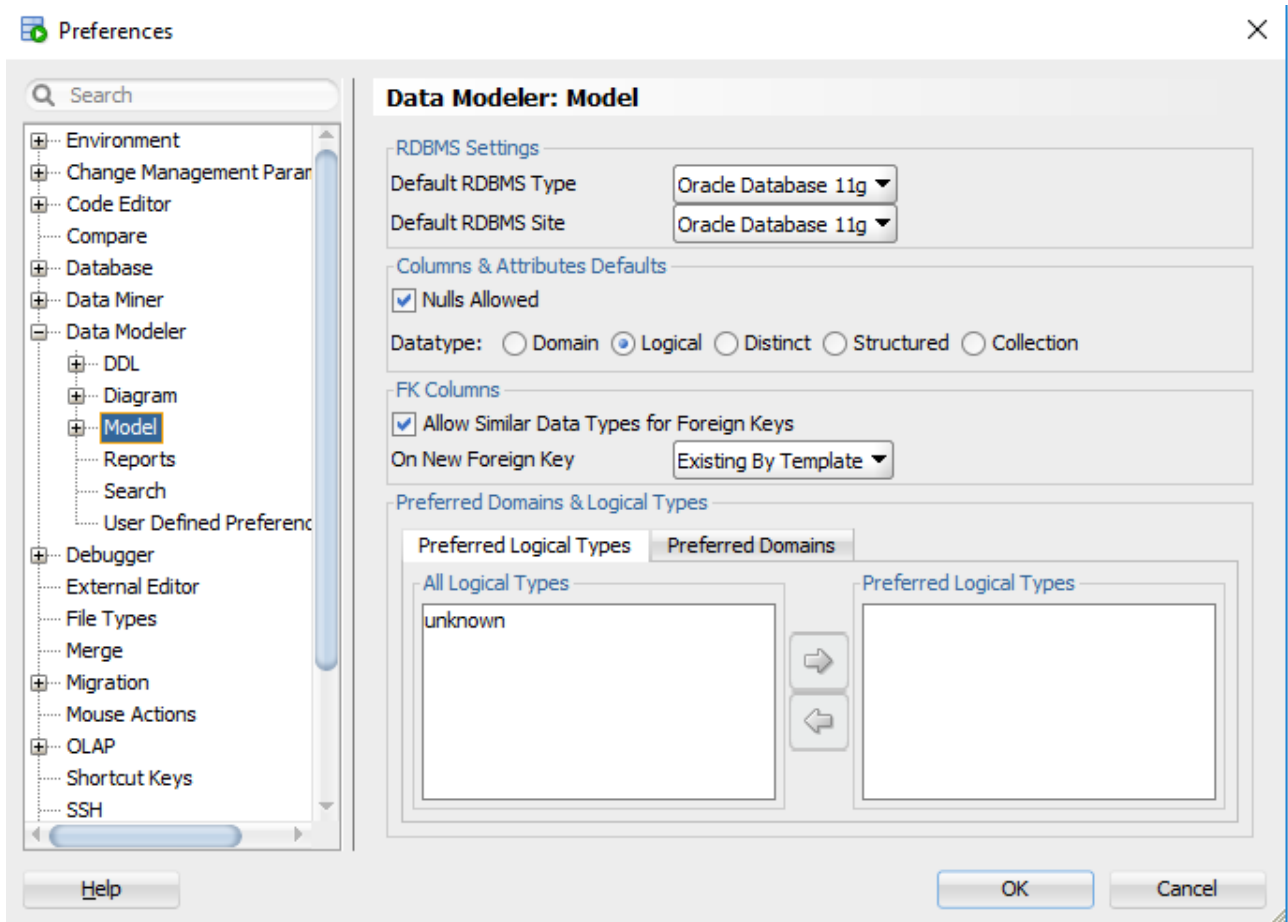 Preferences
Search
Environment
Change Management Param
Code Editor
Compare
Database
Data Miner
Data Modeler
DDL
Diagram
Model
Reports
Search
User Defined Preferenc
Debugger
External Editor
File Types
Merge
Migration
Mouse Actions
OLAP
Shortcut Keys
SSH
Data Modeler: Model
RDBMS Settings
Default RDBMS Type Oracle Database 11g
Default RDBMS Site Oracle Database 11g
Columns & Attributes Defaults
Nulls Allowed
Datatype: Domain Logical Distinct Structured Collection
FK Columns
Allow Similar Data Types for Foreign Keys
On New Foreign Key Existing By Template
Preferred Domains & Logical Types
Preferred Logical Types Preferred Domains
All Logical Types Preferred Logical Types
unknown
Help OK Cancel